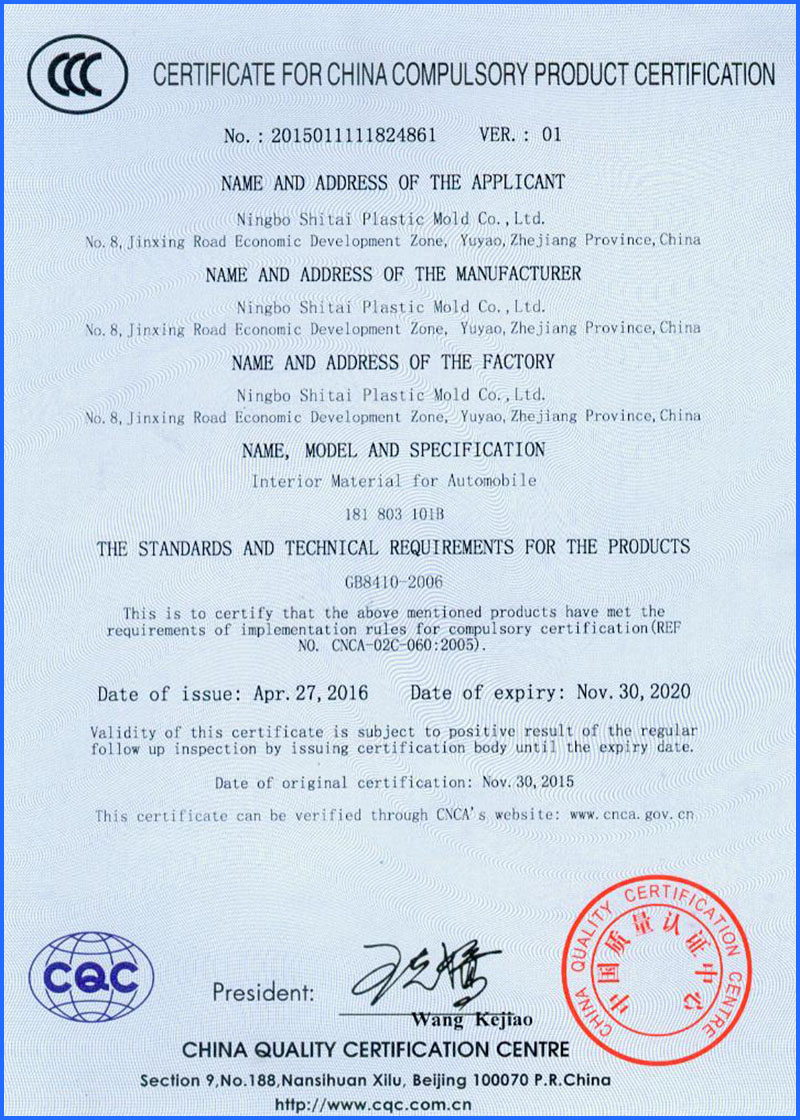 CCC
CERTIFICATE FOR CHINA COMPULSORY PRODUCT CERTIFICATION
No.: 2015011111824861 VER.: 01
NAME AND ADDRESS OF THE APPLICANT
Ningbo Shitai Plastic Mold Co.,Ltd.
No.8,Jinxing Road Economic Development Zone, Yuyao,Zhejiang Province,China
NAME AND ADDRESS OF THE MANUFACTURER
Ningbo Shitai Plastic Mold Co.,Ltd.
No.8,Jinxing Road Economic Development Zone, Yuyao,Zhejiang Province,China
NAME AND ADDRESS OF THE FACTORY
Ningbo Shitai Plastic Mold Co.,Ltd.
No.8,Jinxing Road Economic Development Zone, Yuyao,Zhejiang Province,China
NAME, MODEL AND SPECIFICATION
Interior Material for Automobile
181 803 101B
THE STANDARDS AND TECHNICAL REQUIREMENTS FOR THE PRODUCTS
GB8410-2006
This is to certify that the above mentioned products have met the
requirements of implementation rules for compulsory certification(REF
NO. CNCA-02C-060:2005).
Date of issue: Apr.27,2016 Date of expiry: Nov.30,2020
Validity of this certificate is subject to positive result of the regular
follow up inspection by issuing certification body until the expiry date.
Date of original certification: Nov.30,2015
This certificate can be verified through CNCA's website: www.cnca.gov.cn
CQC
President:
王克娇
Wang Kejiao
CHINA QUALITY CERTIFICATION CENTRE
中国质量认证中心
CHINA QUALITY CERTIFICATION CENTRE
Section 9,No.188,Nansihuan Xilu, Beijing 100070 P.R.China
http://www.cqc.com.cn